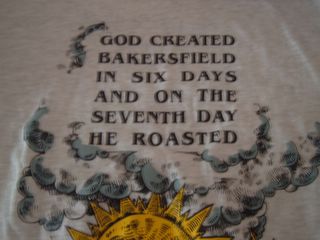 GOD CREATED
BAKERSFIELD
IN SIX DAYS
AND ON THE
SEVENTH DAY
HE ROASTED